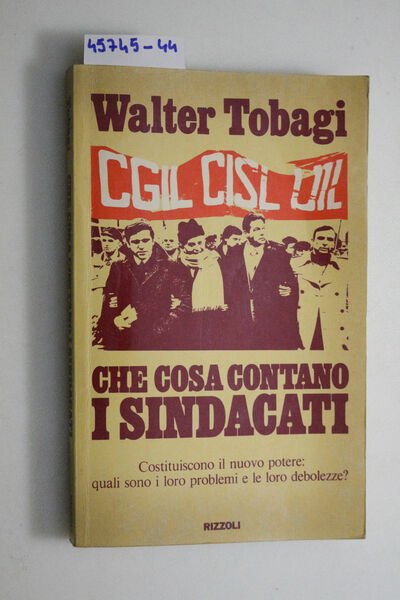 45745-44
Walter Tobagi
CGIL CISL UIL
CHE COSA CONTANO
I SINDACATI
Costituiscono il nuovo potere:
quali sono i loro problemi e le loro debolezze?
RIZZOLI